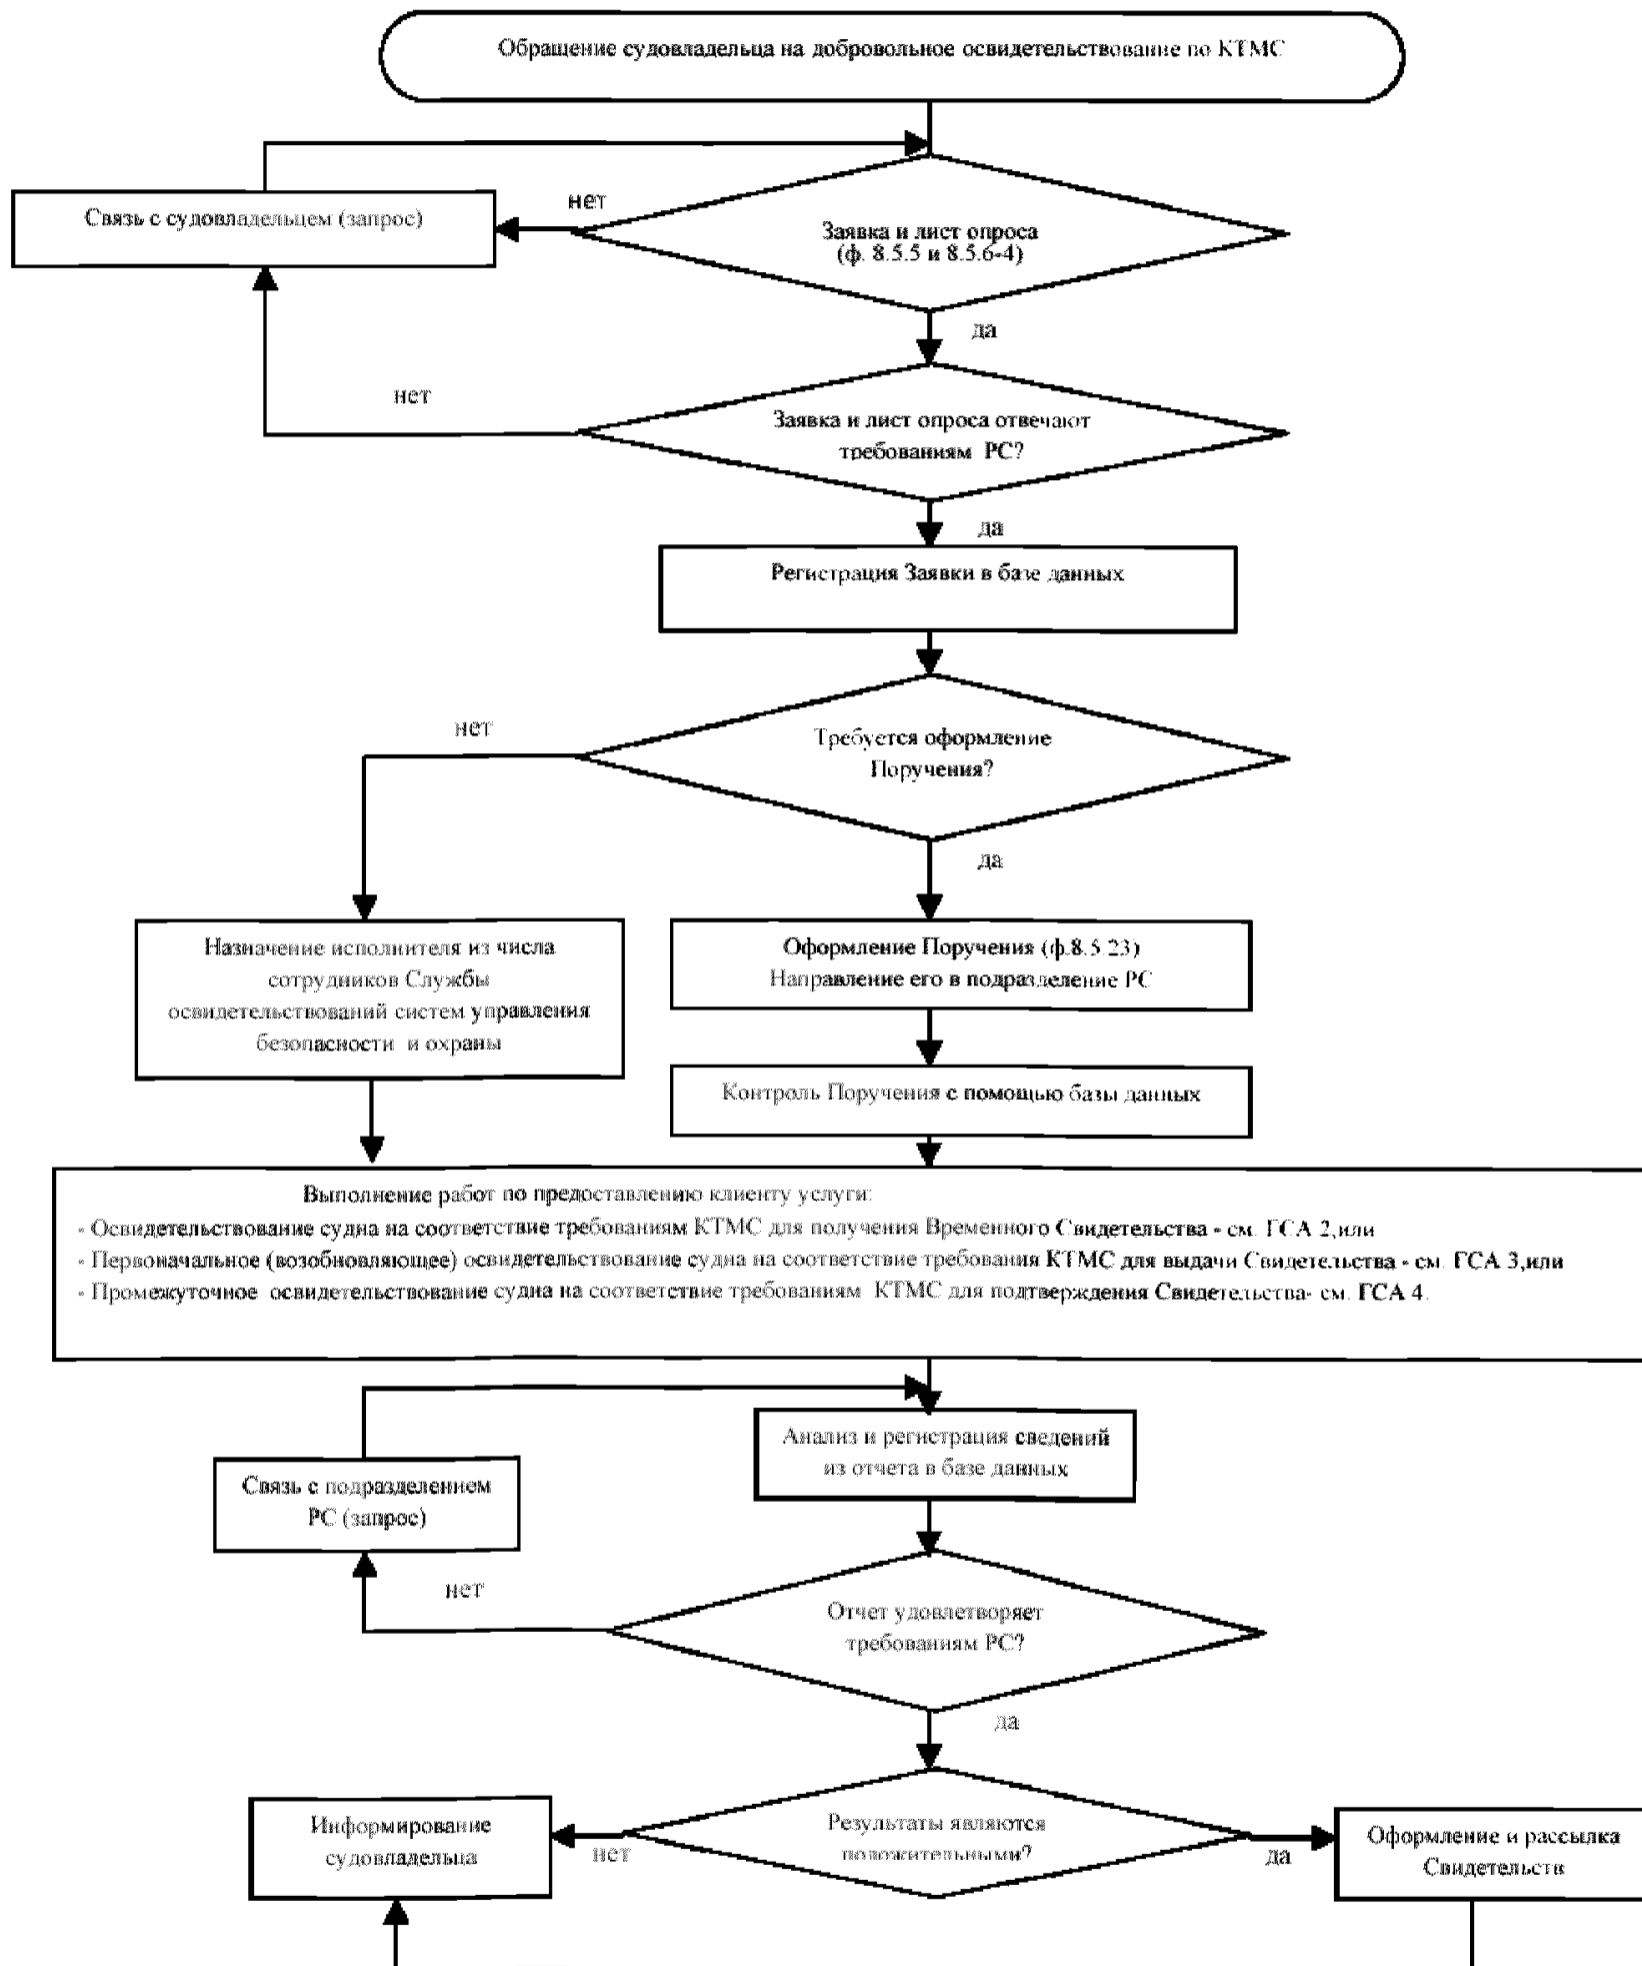 Обращение судовладельца на добровольное освидетельствование по КТМС
нет
Связь с судовладельцем (запрос)
Заявка и лист опроса
(ф. 8.5.5 и 8.5.6-4)
да
нет
Заявка и лист опроса отвечают
требованиям РС?
да
Регистрация Заявки в базе данных
нет
Требуется оформление
Поручения?
да
Назначение исполнителя из числа
сотрудников Службы
освидетельствований систем управления
безопасности и охраны
Оформление Поручения (ф.8.5.23)
Направление его в подразделение РС
Контроль Поручения с помощью базы данных
Выполнение работ по предоставлению клиенту услуги:
- Освидетельствование судна на соответствие требованиям КТМС для получения Временного Свидетельства - см. ГСА 2,или
- Первоначальное (возобновляющее) освидетельствование судна на соответствие требования КТМС для выдачи Свидетельства - см. ГСА 3,или
- Промежуточное освидетельствование судна на соответствие требованиям КТМС для подтверждения Свидетельства- см. ГСА 4.
Анализ и регистрация сведений
из отчета в базе данных
Связь с подразделением
РС (запрос)
нет
Отчет удовлетворяет
требованиям РС?
да
Информирование
судовладельца
нет
Результаты являются
положительными?
да
Оформление и рассылка
Свидетельств